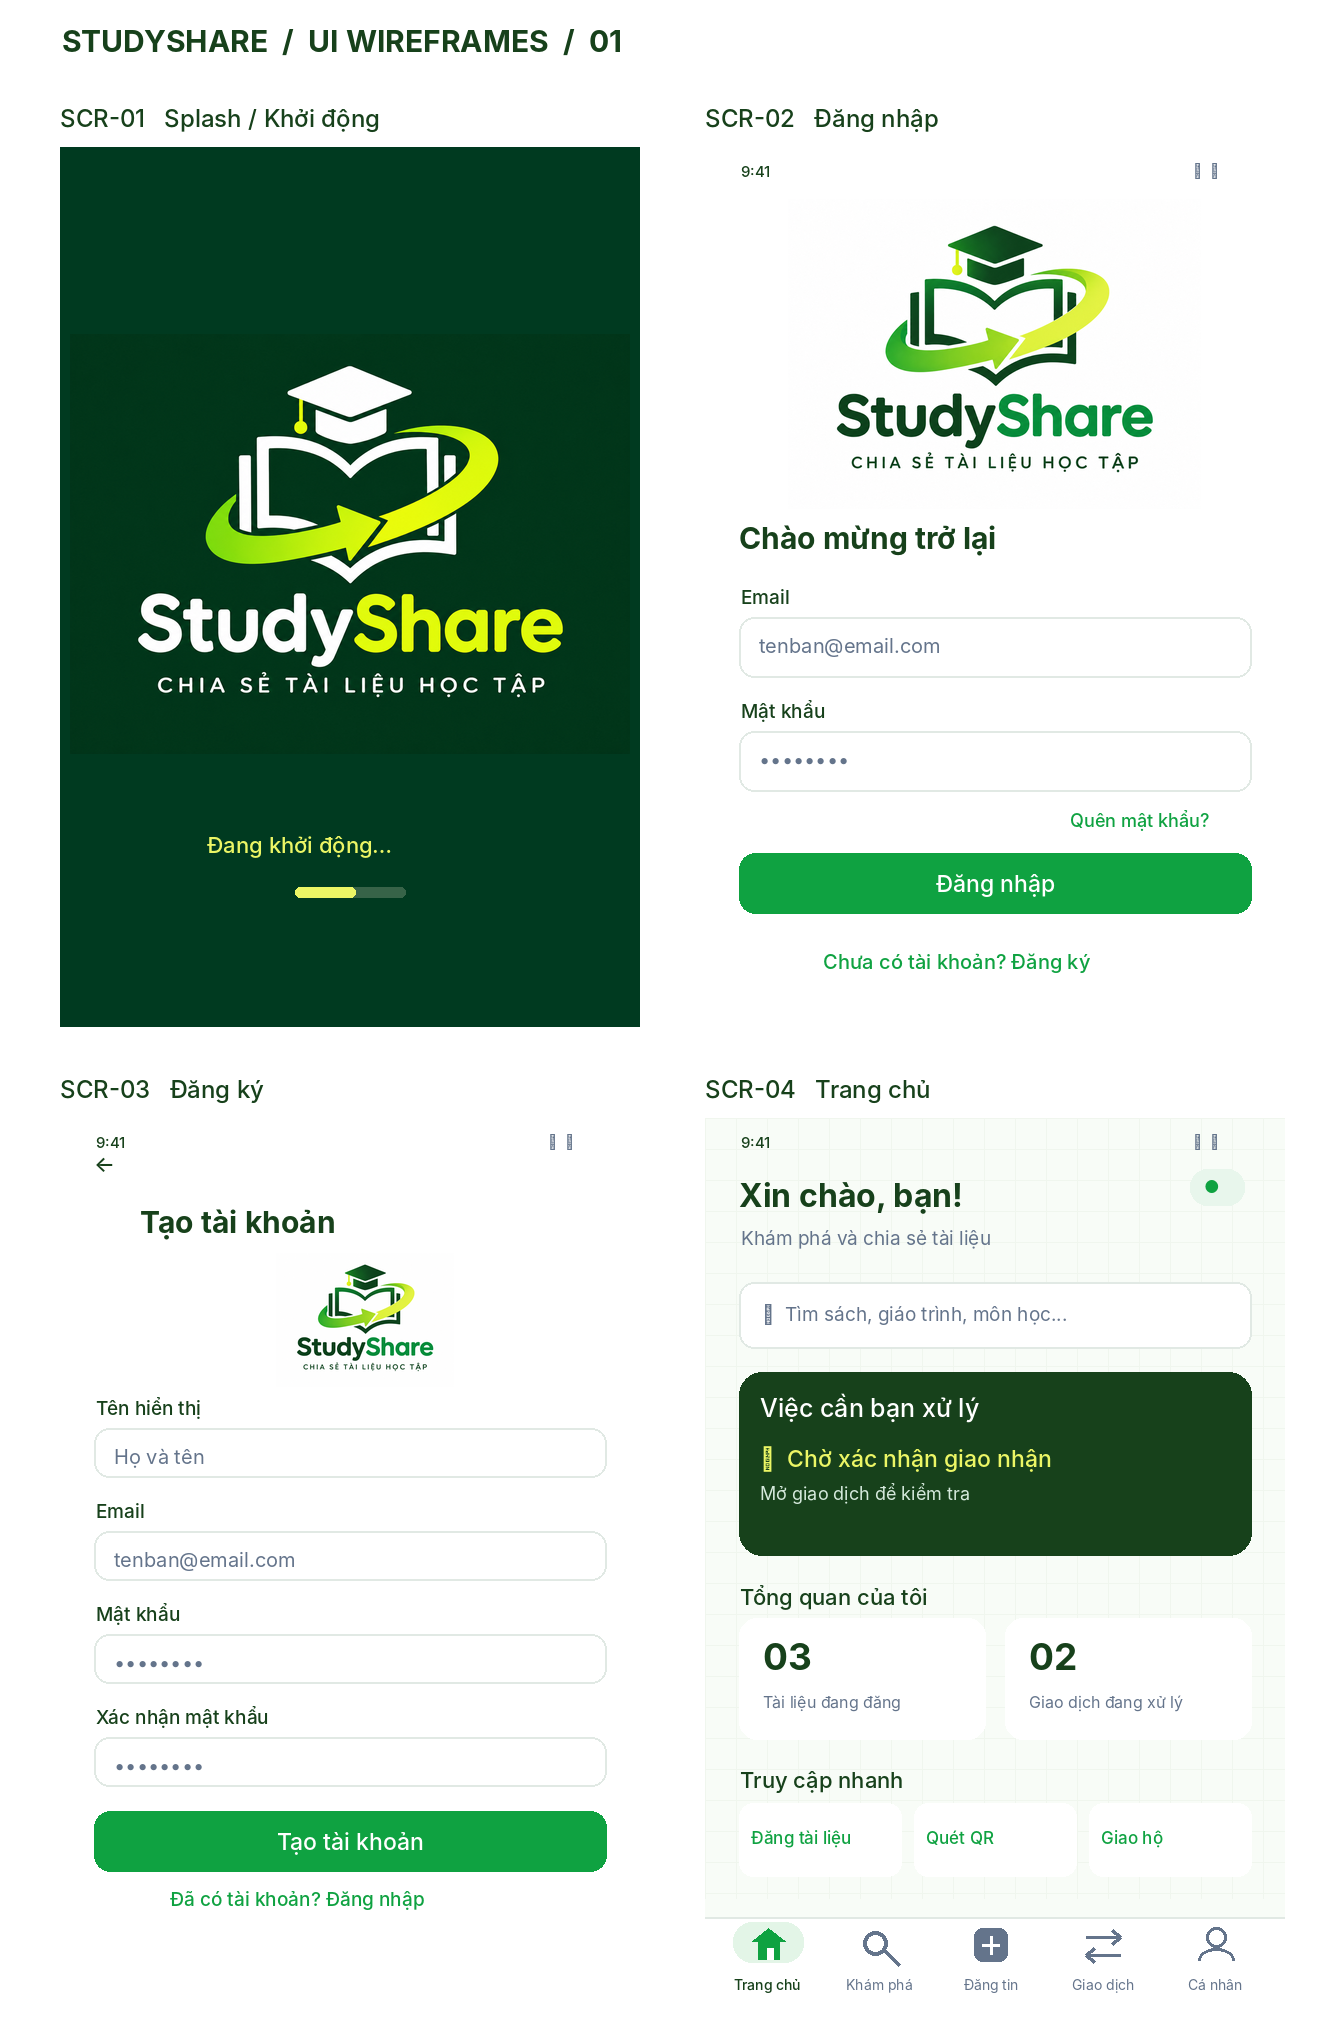 STUDYSHARE / UI WIREFRAMES / 01
SCR-01 Splash / Khởi động
StudyShare
CHIA SẺ TÀI LIỆU HỌC TẬP
Đang khởi động...
SCR-02 Đăng nhập
9:41
StudyShare
CHIA SẺ TÀI LIỆU HỌC TẬP
Chào mừng trở lại
Email
tenban@email.com
Mật khẩu
••••••••
Quên mật khẩu?
Đăng nhập
Chưa có tài khoản? Đăng ký
SCR-03 Đăng ký
9:41
←
Tạo tài khoản
StudyShare
CHIA SẺ TÀI LIỆU HỌC TẬP
Tên hiển thị
Họ và tên
Email
tenban@email.com
Mật khẩu
••••••••
Xác nhận mật khẩu
••••••••
Tạo tài khoản
Đã có tài khoản? Đăng nhập
SCR-04 Trang chủ
9:41
Xin chào, bạn!
Khám phá và chia sẻ tài liệu
Tìm sách, giáo trình, môn học...
Việc cần bạn xử lý
Chờ xác nhận giao nhận
Mở giao dịch để kiểm tra
Tổng quan của tôi
03
Tài liệu đang đăng
02
Giao dịch đang xử lý
Truy cập nhanh
Đăng tài liệu
Quét QR
Giao hộ
Trang chủ
Khám phá
Đăng tin
Giao dịch
Cá nhân